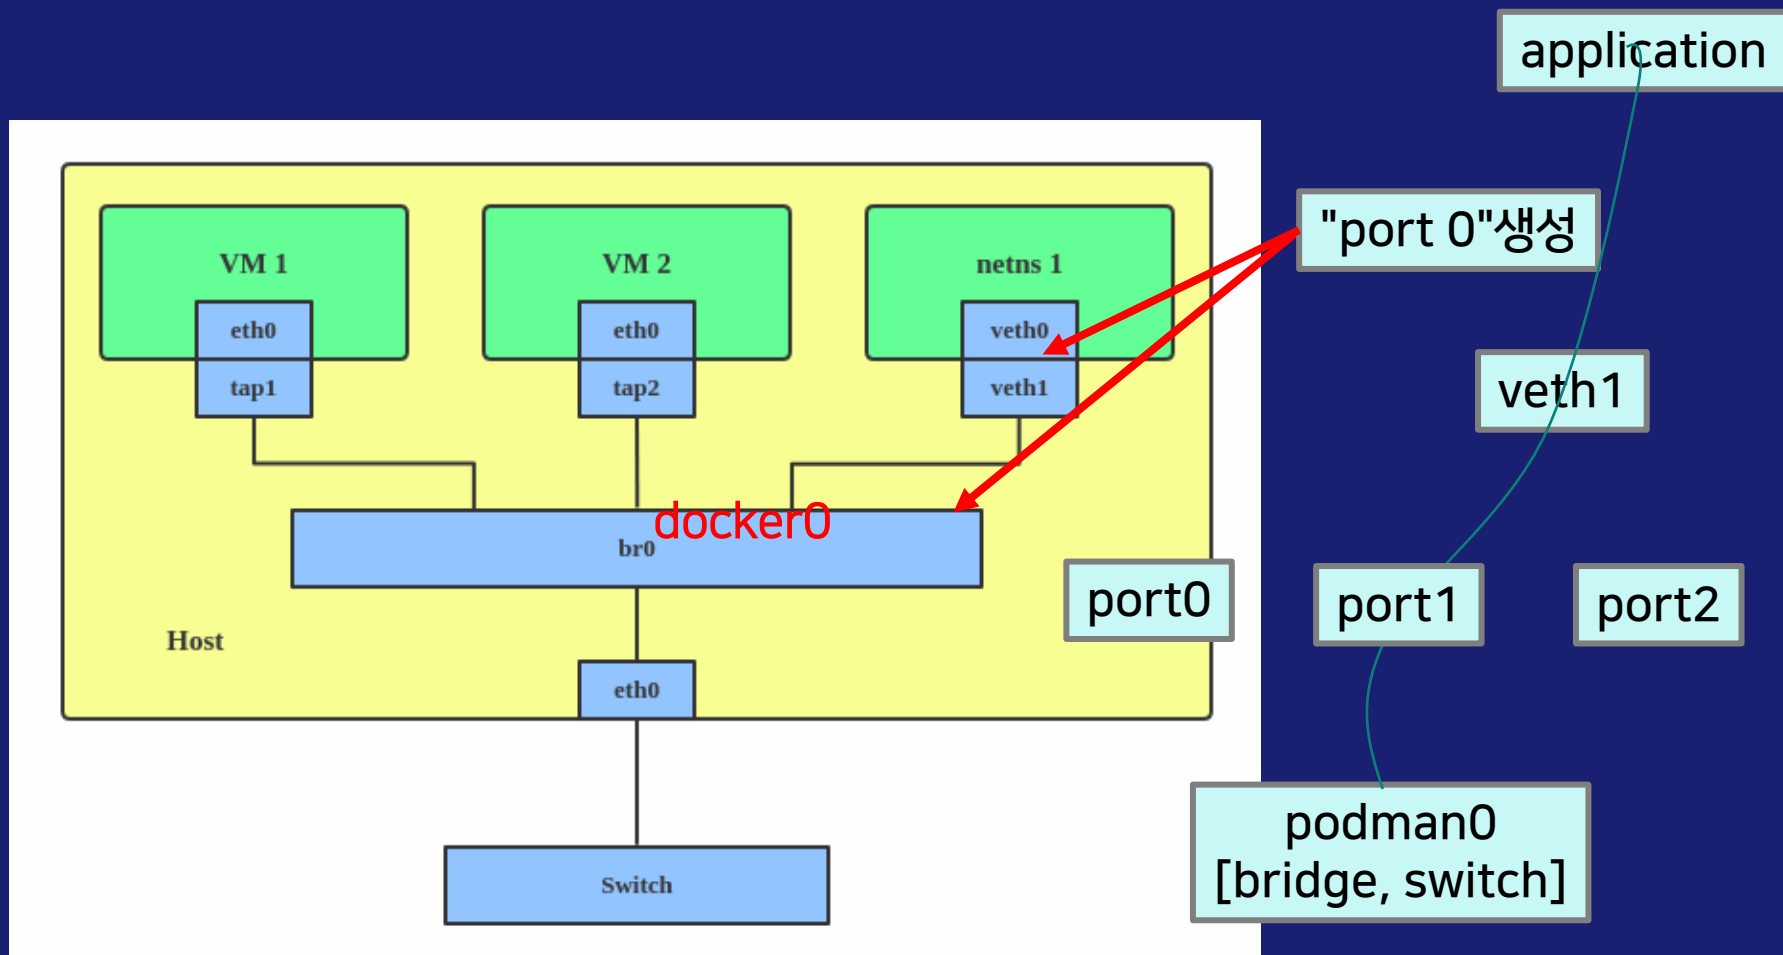 application
"port 0"생성
VM 1
VM 2
netns 1
eth0
eth0
veth0
tap1
tap2
veth1
veth1
docker0
br0
port0
port1
port2
Host
eth0
podman0
[bridge, switch]
Switch